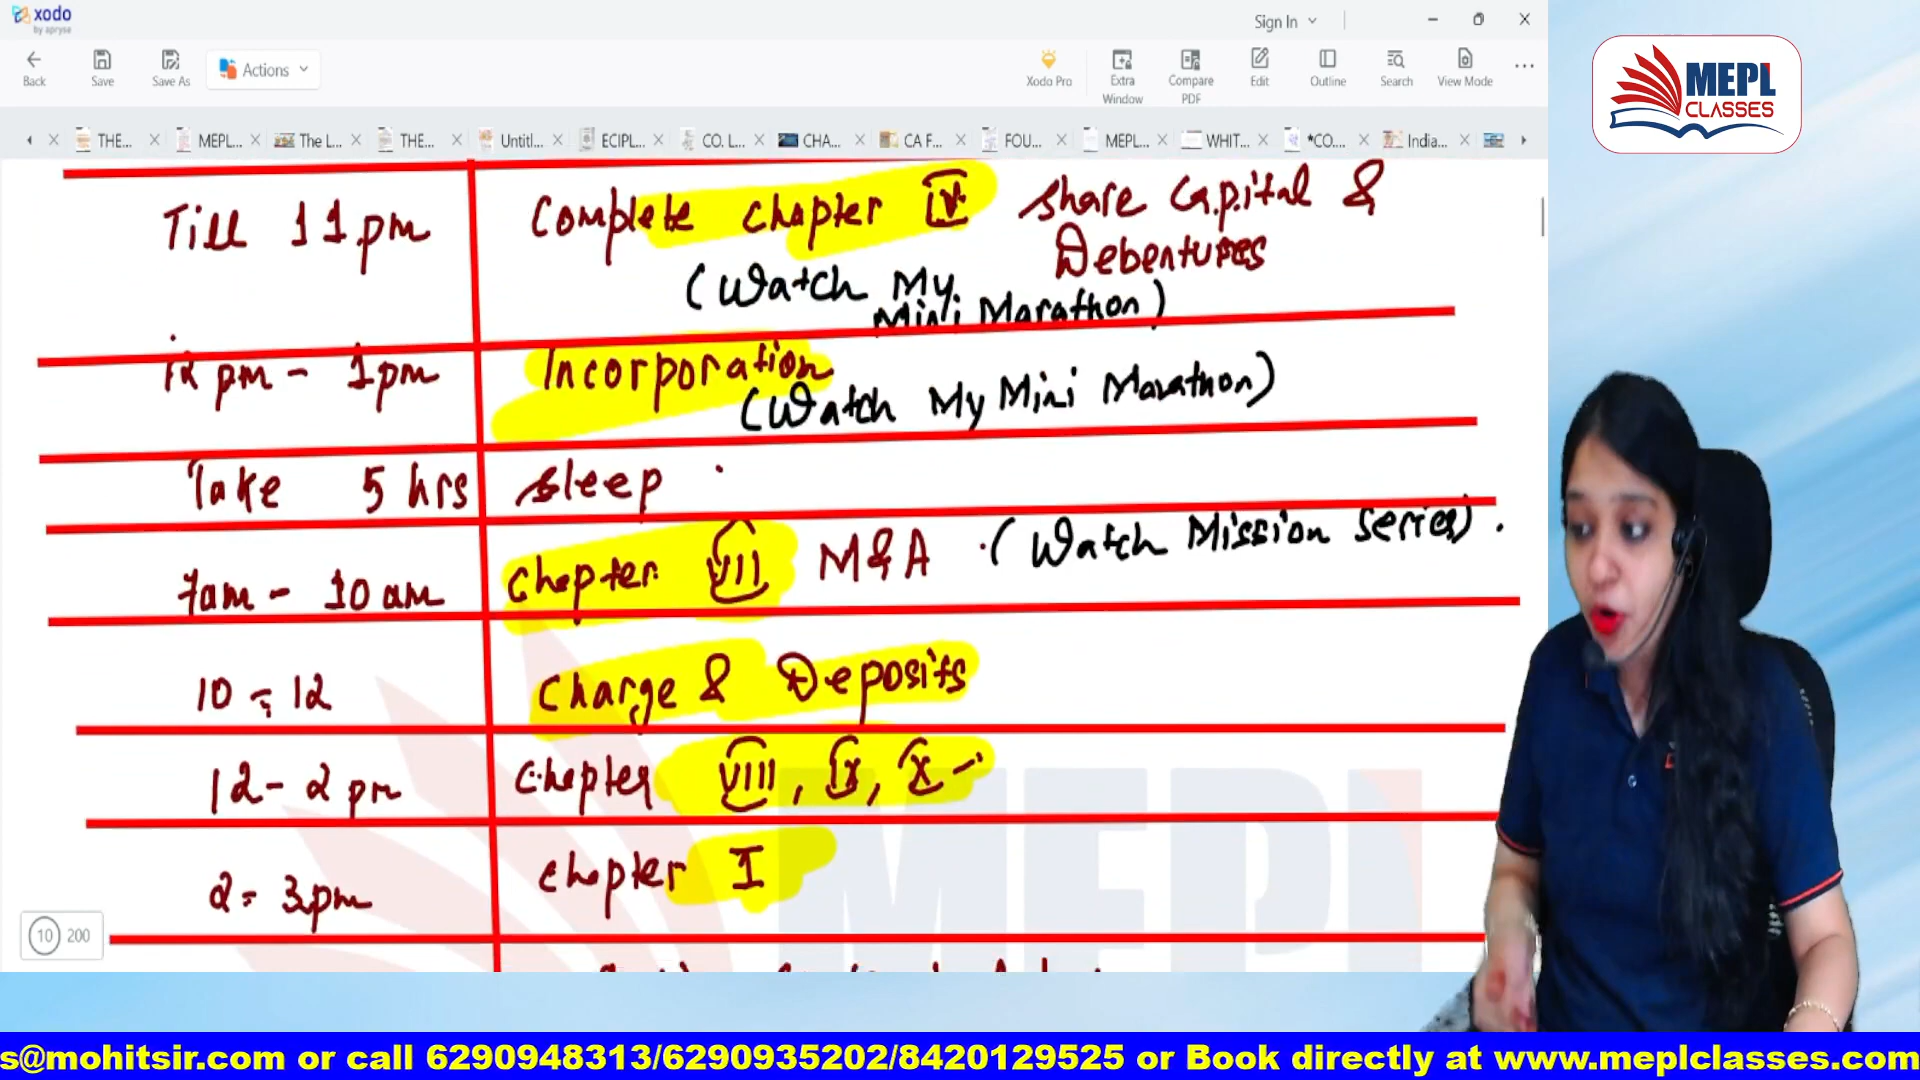 xodo
by apryse
Sign In
Back
Save
Save As
Actions
Xodo Pro
Extra Window
Compare PDF
Edit
Outline
Search
View Mode
THE...
MEPL...
The L...
THE...
Untitl...
ECIPL...
CO. L...
CHA...
CA F...
FOU...
MEPL...
WHIT...
*CO....
India...
MEPL
CLASSES
Till 11pm
Complete chapter IV share Capital &
Debentures
(Watch My
Mini Marathon)
12 pm - 1pm
Incorporation
(Watch My Mini Marathon)
Take 5 hrs sleep
7am - 10 am
chapter VII M&A (Watch Mission series).
10 - 12
Charge & Deposits
12 - 2 pm
chapter VIII, IX, X -
2 - 3pm
chapter I
MEPL
10 200
s@mohitsir.com or call 6290948313/6290935202/8420129525 or Book directly at www.meplclasses.com